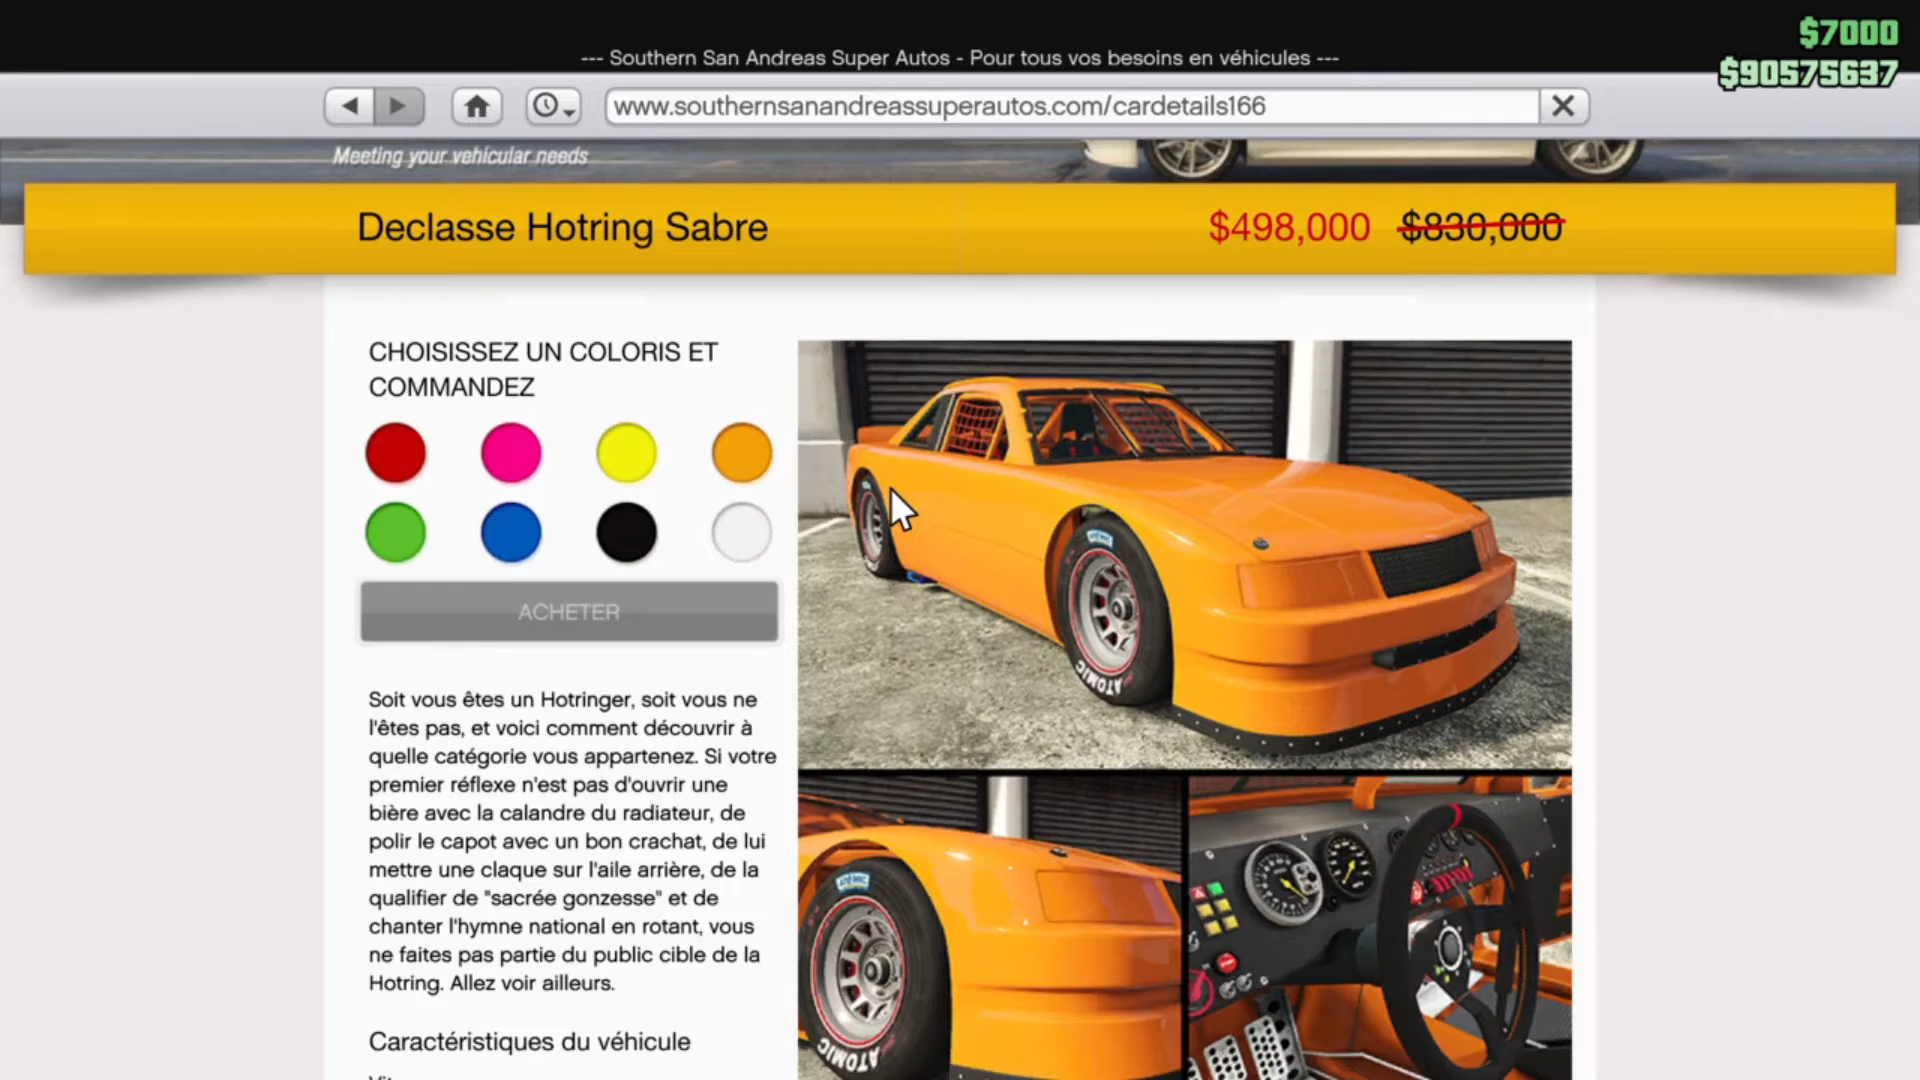 $7000
--- Southern San Andreas Super Autos - Pour tous vos besoins en véhicules ---
$90575637
www.southernsanandreassuperautos.com/cardetails166
Meeting your vehicular needs
Declasse Hotring Sabre
$498,000 $830,000
CHOISISSEZ UN COLORIS ET
COMMANDEZ
ACHETER
Soit vous êtes un Hotringer, soit vous ne
l'êtes pas, et voici comment découvrir à
quelle catégorie vous appartenez. Si votre
premier réflexe n'est pas d'ouvrir une
bière avec la calandre du radiateur, de
polir le capot avec un bon crachat, de lui
mettre une claque sur l'aile arrière, de la
qualifier de "sacrée gonzesse" et de
chanter l'hymne national en rotant, vous
ne faites pas partie du public cible de la
Hotring. Allez voir ailleurs.
Caractéristiques du véhicule
ATOMIC
ATOMIC
ATOMIC
ATOMIC